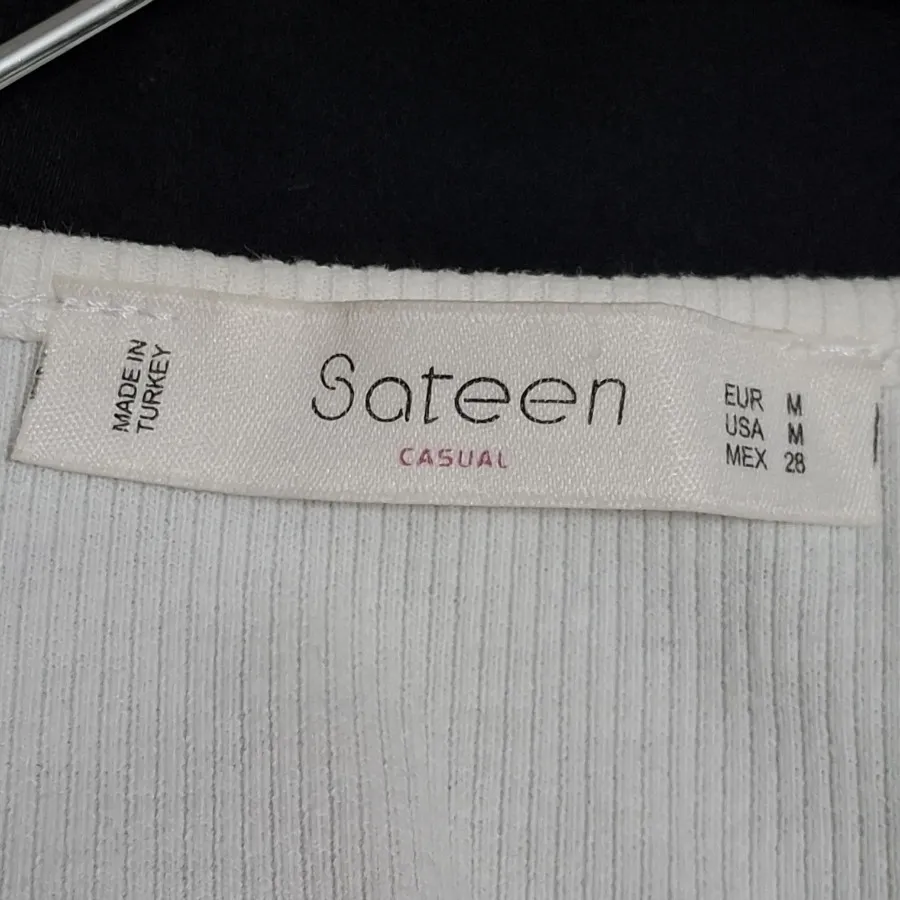 MADE IN
TURKEY
Sateen
CASUAL
EUR M
USA M
MEX 28